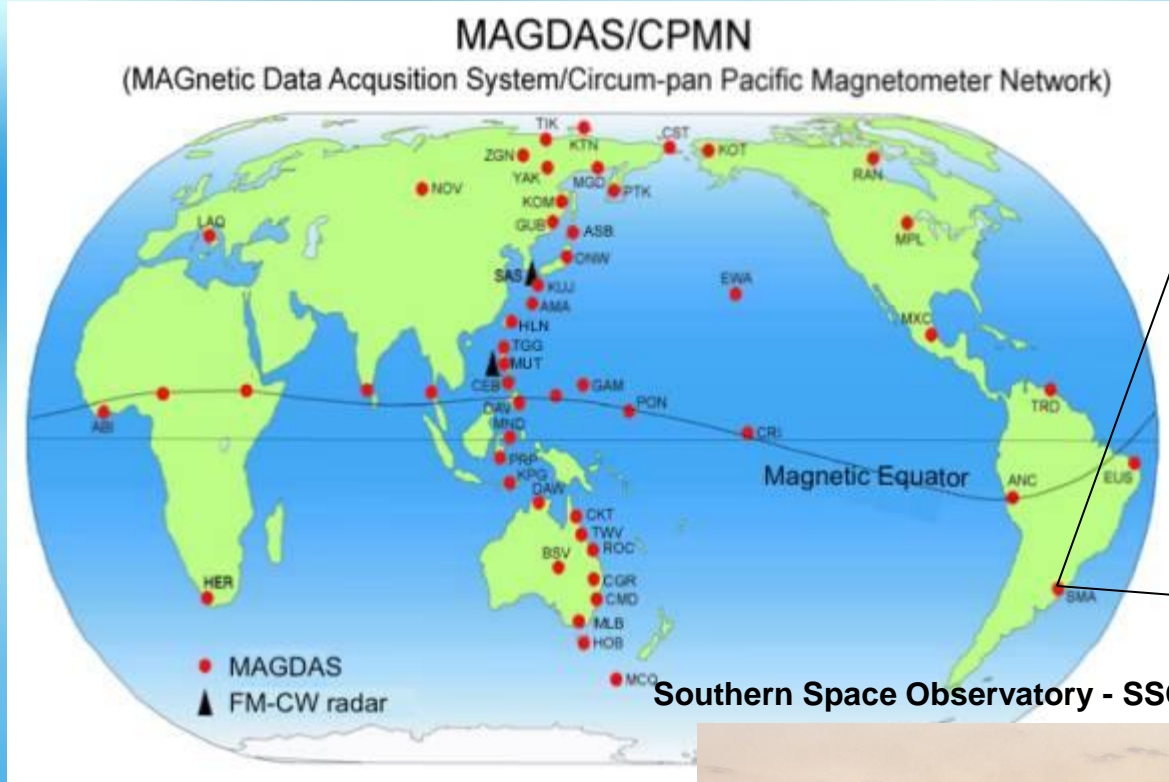 MAGDAS/CPMN
(MAGnetic Data Acqusition System/Circum-pan Pacific Magnetometer Network)
TIK
KTN
CST
KOT
ZGN
RAN
YAK
MGD
PTK
NOV
KOM
LAQ
GUB
ASB
MPL
ONW
SAS
KUJ
EWA
AMA
HLN
MXC
TGG
MUT
CEB
GAM
DAV
PON
TRD
ABI
MND
CRI
PRP
Magnetic Equator
ANC
EUS
KPG
DAW
CKT
TWV
BSV
ROC
HER
CGR
CMD
SMA
MLB
HOB
MAGDAS
MCQ
FM-CW radar
Southern Space Observatory - SSO